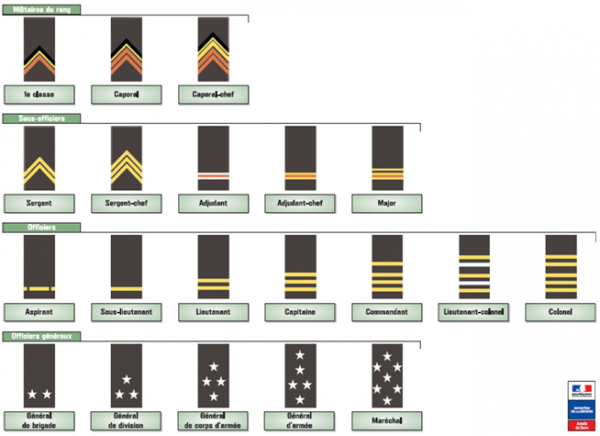 Militaires du rang
1e classe
Caporal
Caporal-chef
Sous-officiers
Sergent
Sergent-chef
Adjudant
Adjudant-chef
Major
Officiers
Aspirant
Sous-lieutenant
Lieutenant
Capitaine
Commandant
Lieutenant-colonel
Colonel
Officiers généraux
Général
de brigade
Général
de division
Général
de corps d'armée
Général
d'armée
Maréchal